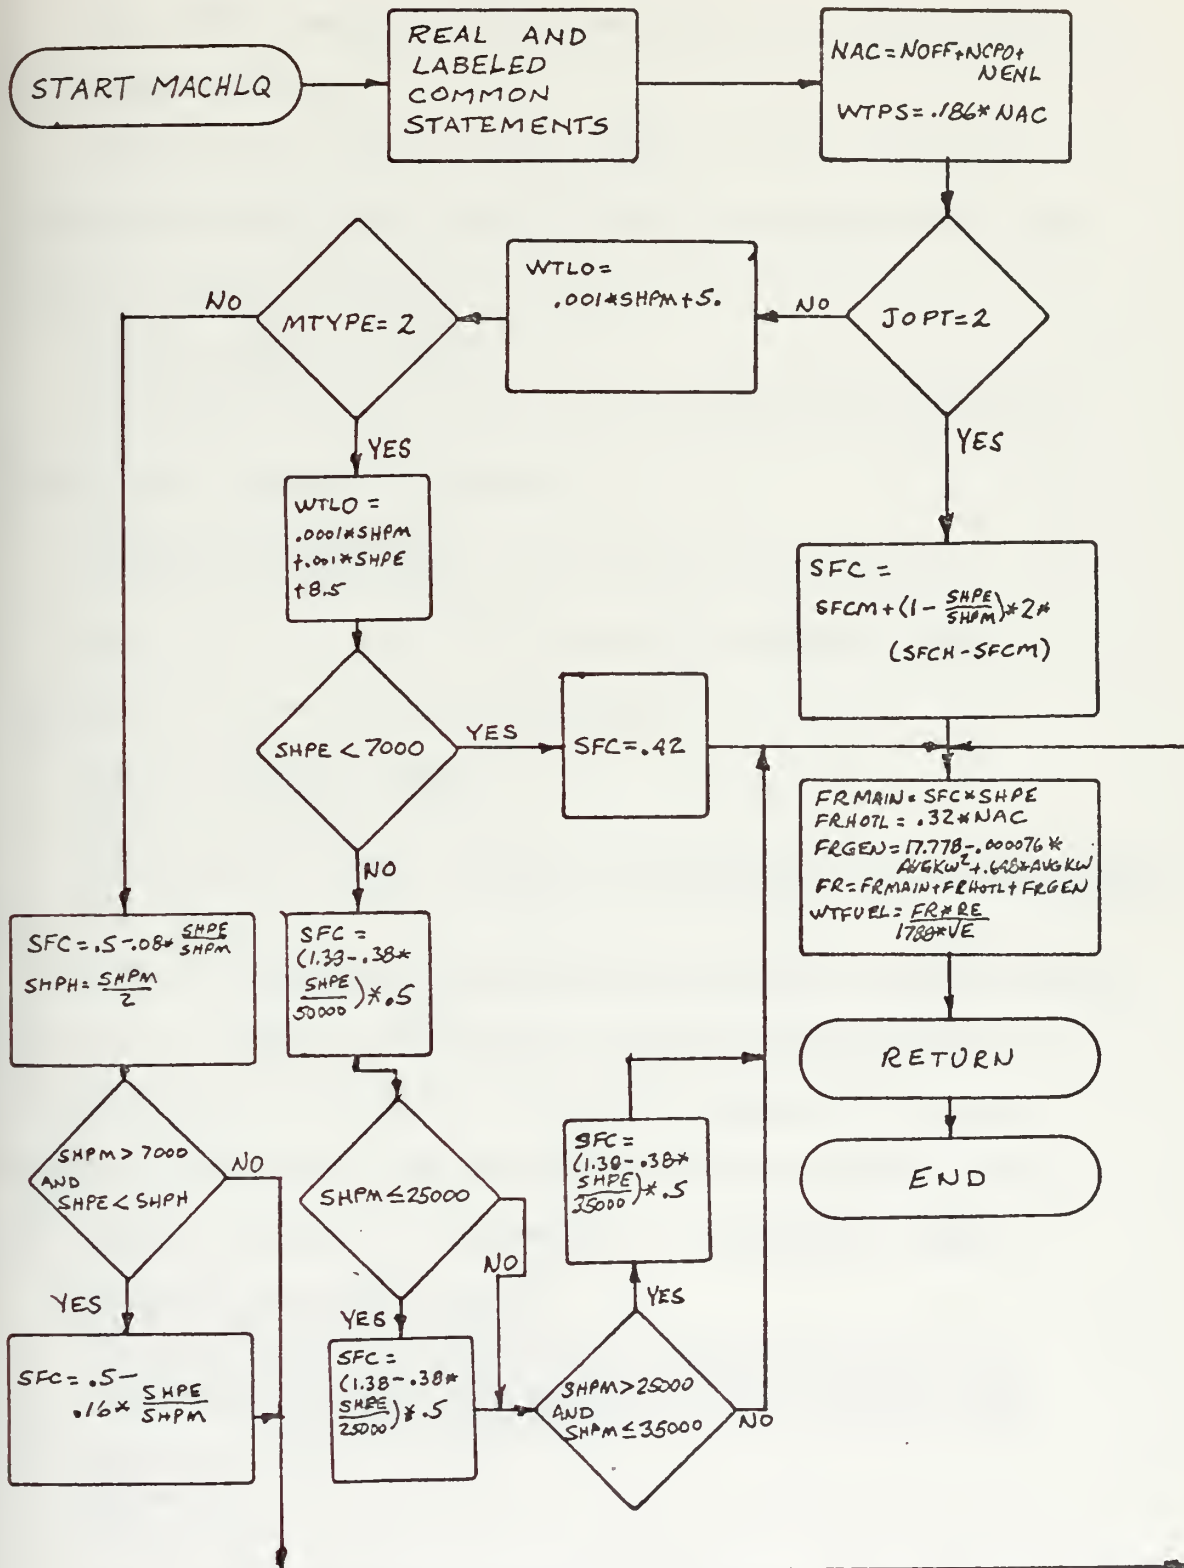 START MACHLQ
REAL AND
LABELED
COMMON
STATEMENTS
NAC=NOFF+NCPO+
NENL
WTPS=.186*NAC
JOPT=2
NO
WTLO=
.001*SHPM+5.
MTYPE=2
NO
YES
YES
WTLO=
.0001*SHPM
+.001*SHPE
+8.5
SFC=
SFCM+(1-SHPE/SHPM)*2*
(SFCH-SFCM)
SHPE<7000
YES
SFC=.42
NO
FRMAIN=SFC*SHPE
FRHOTL=.32*NAC
FRGEN=17.778-.000076*
AVGKW²+.698*AVGKW
FR=FRMAIN+FRHOTL+FRGEN
WTFUEL=FR*RE/1788*VE
SFC=.5-.08*SHPE/SHPM
SHPH=SHPM/2
SFC=
(1.38-.38*
SHPE/50000)*.5
RETURN
END
SHPM>7000
AND
SHPE<SHPH
NO
YES
SHPM≤25000
NO
YES
SFC=
(1.38-.38*
SHPE/35000)*.5
YES
SFC=.5-
.16*SHPE/SHPM
SFC=
(1.38-.38*
SHPE/25000)*.5
SHPM>25000
AND
SHPM≤35000
NO